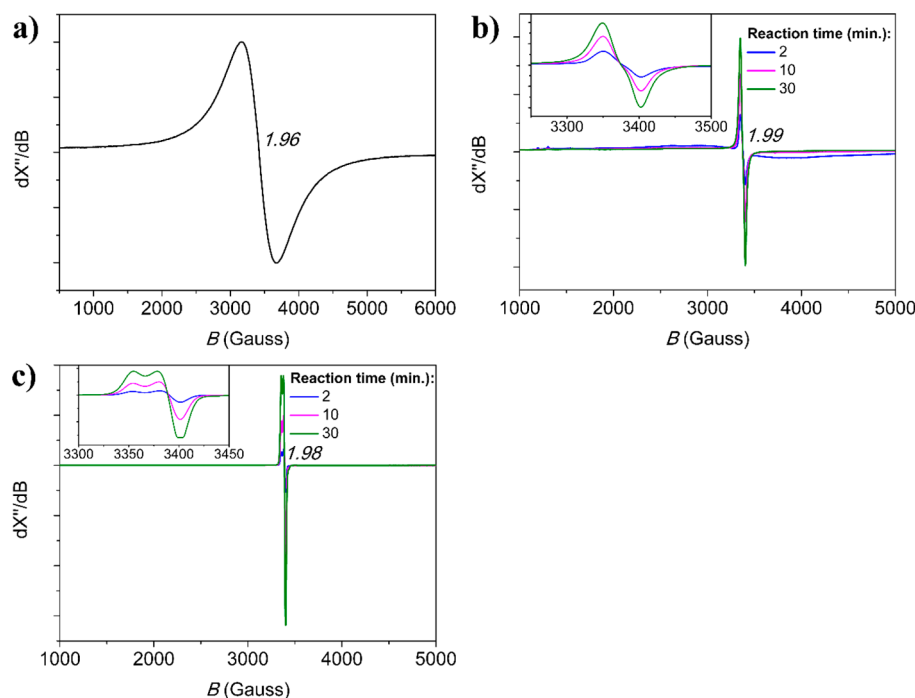 a)
dX"/dB
1.96
1000 2000 3000 4000 5000 6000
B (Gauss)
b)
dX"/dB
3300 3400 3500
Reaction time (min.):
2
10
30
1.99
1000 2000 3000 4000 5000
B (Gauss)
c)
dX"/dB
3300 3350 3400 3450
Reaction time (min.):
2
10
30
1.98
1000 2000 3000 4000 5000
B (Gauss)